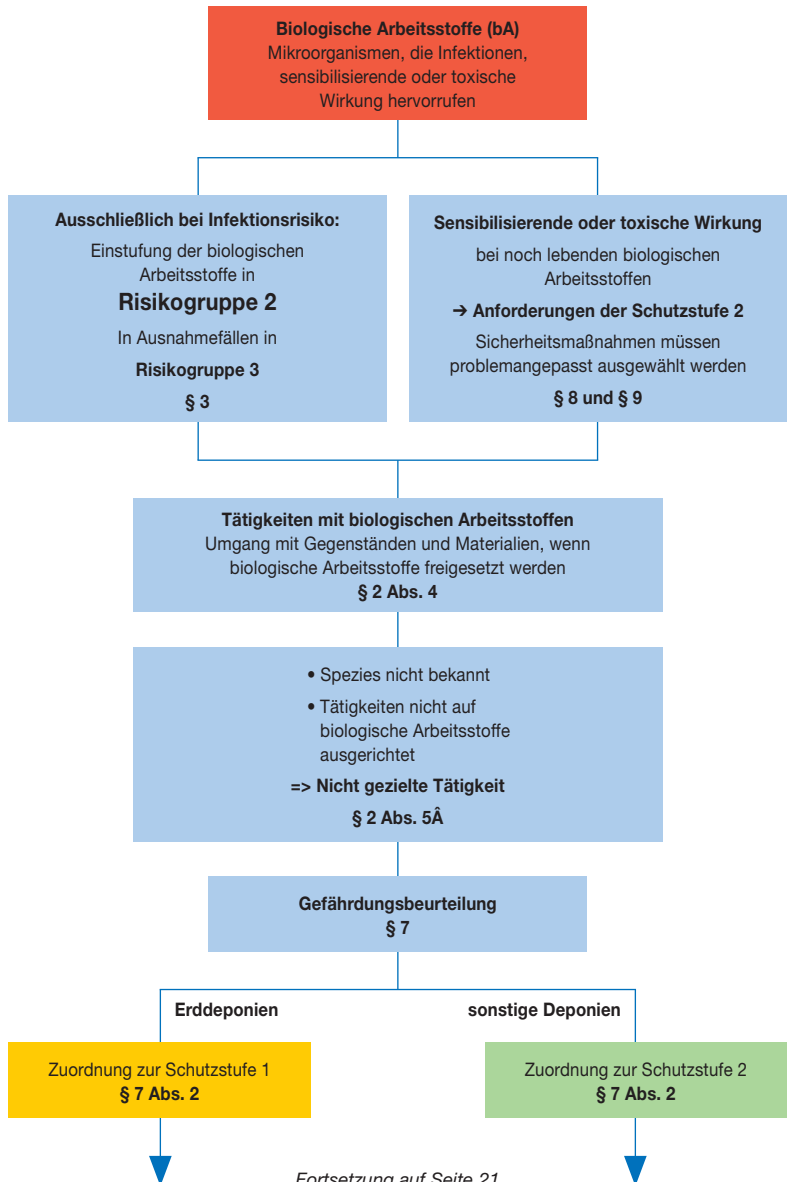 Biologische Arbeitsstoffe (bA)
Mikroorganismen, die Infektionen,
sensibilisierende oder toxische
Wirkung hervorrufen
Ausschließlich bei Infektionsrisiko:
Einstufung der biologischen
Arbeitsstoffe in
Risikogruppe 2
In Ausnahmefällen in
Risikogruppe 3
§ 3
Sensibilisierende oder toxische Wirkung
bei noch lebenden biologischen
Arbeitsstoffen
➔ Anforderungen der Schutzstufe 2
Sicherheitsmaßnahmen müssen
problemangepasst ausgewählt werden
§ 8 und § 9
Tätigkeiten mit biologischen Arbeitsstoffen
Umgang mit Gegenständen und Materialien, wenn
biologische Arbeitsstoffe freigesetzt werden
§ 2 Abs. 4
• Spezies nicht bekannt
• Tätigkeiten nicht auf
biologische Arbeitsstoffe
ausgerichtet
=> Nicht gezielte Tätigkeit
§ 2 Abs. 5Â
Gefährdungsbeurteilung
§ 7
Erddeponien
sonstige Deponien
Zuordnung zur Schutzstufe 1
§ 7 Abs. 2
Zuordnung zur Schutzstufe 2
§ 7 Abs. 2
Fortsetzung auf Seite 21